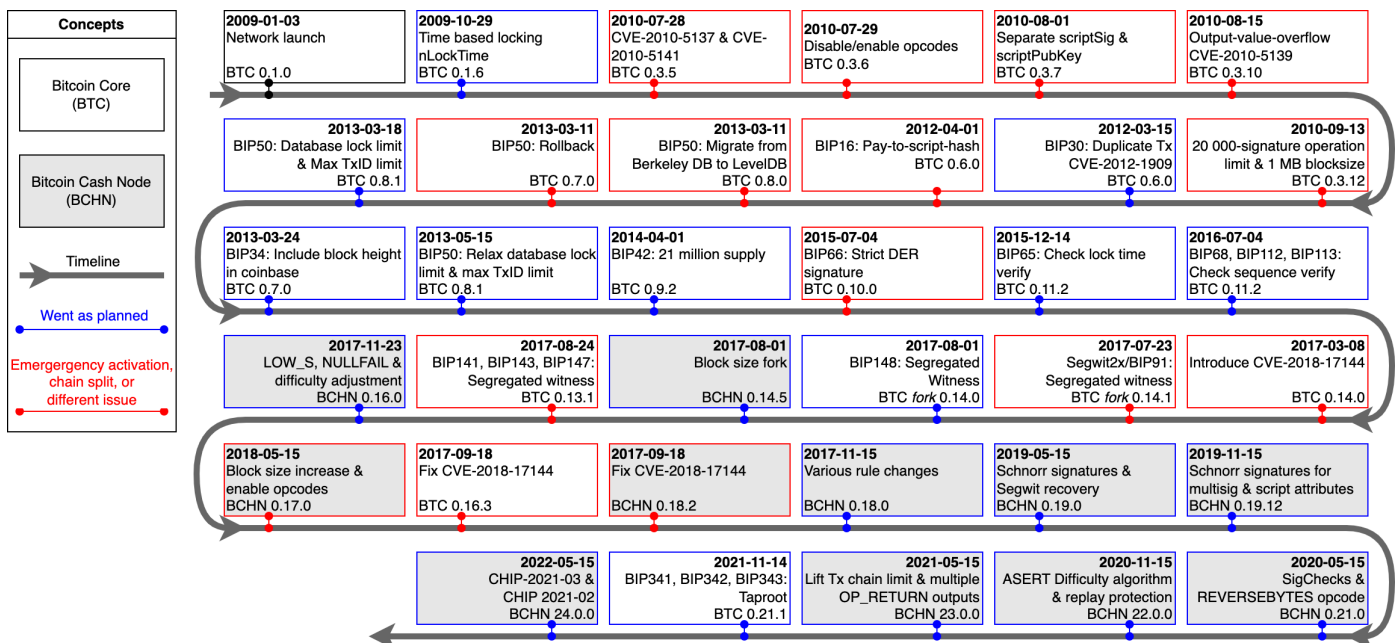 Concepts
Bitcoin Core
(BTC)
Bitcoin Cash Node
(BCHN)
Timeline
Went as planned
Emergergency activation,
chain split, or
different issue
2009-01-03
Network launch
BTC 0.1.0
2009-10-29
Time based locking
nLockTime
BTC 0.1.6
2010-07-28
CVE-2010-5137 & CVE-
2010-5141
BTC 0.3.5
2010-07-29
Disable/enable opcodes
BTC 0.3.6
2010-08-01
Separate scriptSig &
scriptPubKey
BTC 0.3.7
2010-08-15
Output-value-overflow
CVE-2010-5139
BTC 0.3.10
2013-03-18
BIP50: Database lock limit
& Max TxID limit
BTC 0.8.1
2013-03-11
BIP50: Rollback
BTC 0.7.0
2013-03-11
BIP50: Migrate from
Berkeley DB to LevelDB
BTC 0.8.0
2012-04-01
BIP16: Pay-to-script-hash
BTC 0.6.0
2012-03-15
BIP30: Duplicate Tx
CVE-2012-1909
BTC 0.6.0
2010-09-13
20 000-signature operation
limit & 1 MB blocksize
BTC 0.3.12
2013-03-24
BIP34: Include block height
in coinbase
BTC 0.7.0
2013-05-15
BIP50: Relax database lock
limit & max TxID limit
BTC 0.8.1
2014-04-01
BIP42: 21 million supply
BTC 0.9.2
2015-07-04
BIP66: Strict DER
signature
BTC 0.10.0
2015-12-14
BIP65: Check lock time
verify
BTC 0.11.2
2016-07-04
BIP68, BIP112, BIP113:
Check sequence verify
BTC 0.11.2
2017-11-23
LOW_S, NULLFAIL &
difficulty adjustment
BCHN 0.16.0
2017-08-24
BIP141, BIP143, BIP147:
Segregated witness
BTC 0.13.1
2017-08-01
Block size fork
BCHN 0.14.5
2017-08-01
BIP148: Segregated
Witness
BTC fork 0.14.0
2017-07-23
Segwit2x/BIP91:
Segregated witness
BTC fork 0.14.1
2017-03-08
Introduce CVE-2018-17144
BTC 0.14.0
2018-05-15
Block size increase &
enable opcodes
BCHN 0.17.0
2017-09-18
Fix CVE-2018-17144
BTC 0.16.3
2017-09-18
Fix CVE-2018-17144
BCHN 0.18.2
2017-11-15
Various rule changes
BCHN 0.18.0
2019-05-15
Schnorr signatures &
Segwit recovery
BCHN 0.19.0
2019-11-15
Schnorr signatures for
multisig & script attributes
BCHN 0.19.12
2022-05-15
CHIP-2021-03 &
CHIP 2021-02
BCHN 24.0.0
2021-11-14
BIP341, BIP342, BIP343:
Taproot
BTC 0.21.1
2021-05-15
Lift Tx chain limit & multiple
OP_RETURN outputs
BCHN 23.0.0
2020-11-15
ASERT Difficulty algorithm
& replay protection
BCHN 22.0.0
2020-05-15
SigChecks &
REVERSEBYTES opcode
BCHN 0.21.0